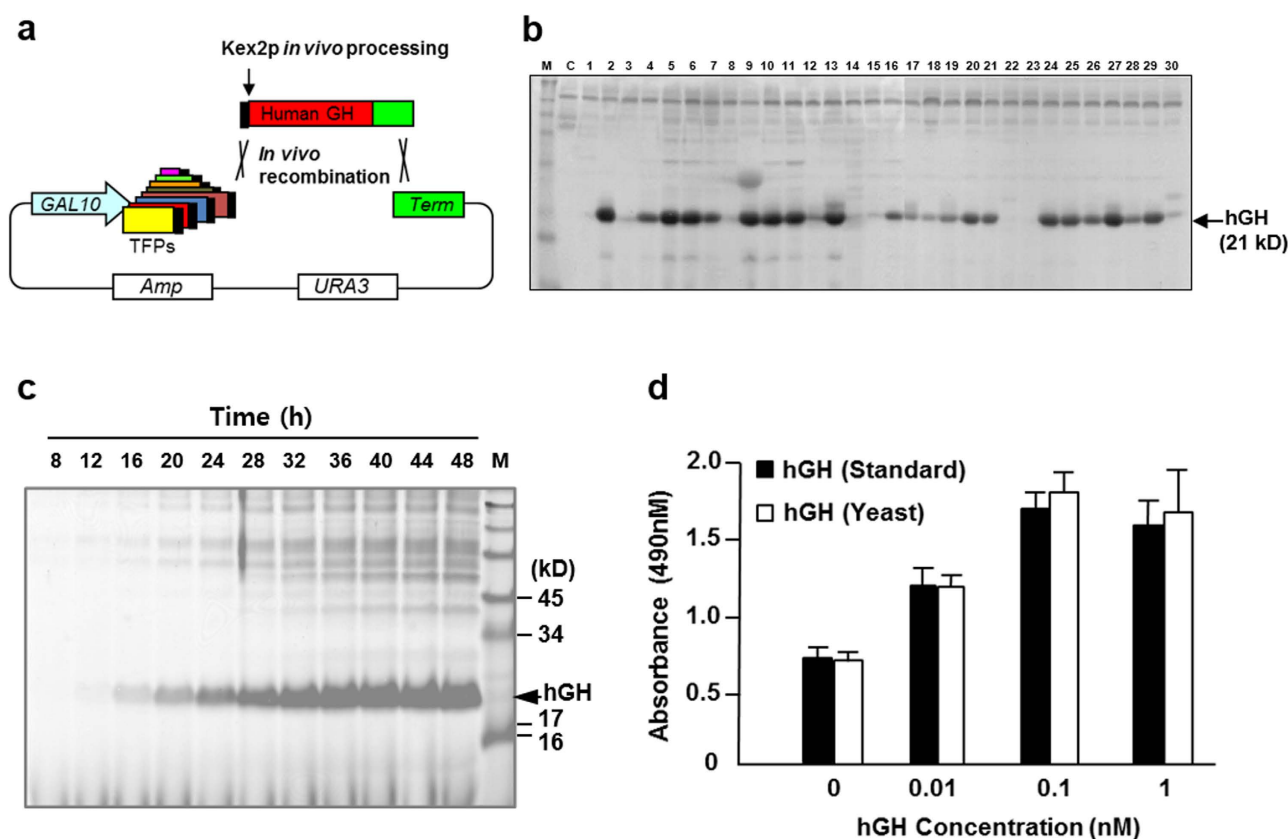 a
Kex2p in vivo processing
Human GH
In vivo
recombination
GAL10
Term
TFPs
Amp
URA3
b
M C 1 2 3 4 5 6 7 8 9 10 11 12 13 14 15 16 17 18 19 20 21 22 23 24 25 26 27 28 29 30
hGH
(21 kD)
c
Time (h)
8 12 16 20 24 28 32 36 40 44 48 M
(kD)
45
34
hGH
17
16
d
2.0
1.5
1.0
0.5
0
Absorbance (490nM)
hGH (Standard)
hGH (Yeast)
0 0.01 0.1 1
hGH Concentration (nM)